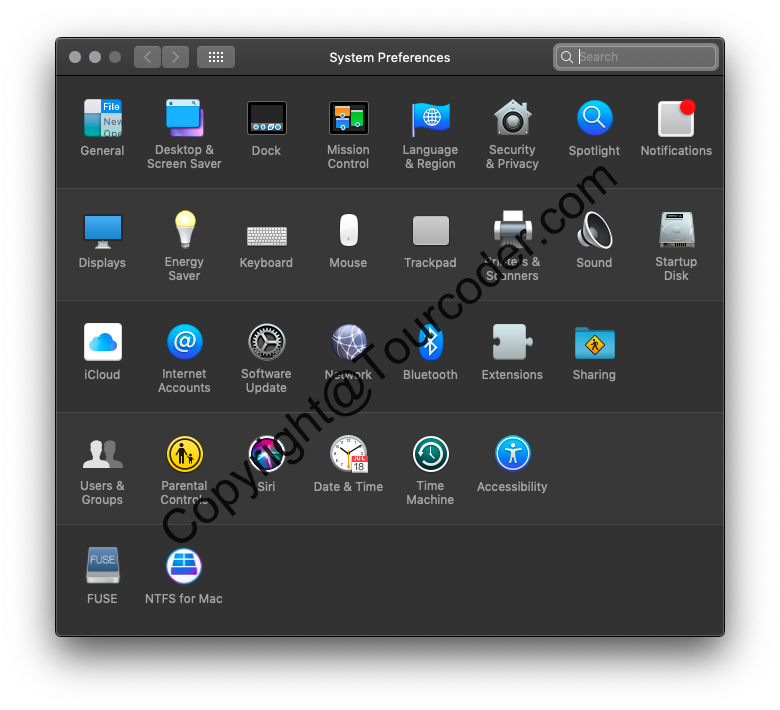 System Preferences
Search
File
New
Ope
General
Desktop &
Screen Saver
Dock
Mission
Control
Language
& Region
Security
& Privacy
Spotlight
Notifications
Displays
Energy
Saver
Keyboard
Mouse
Trackpad
Printers &
Scanners
Sound
Startup
Disk
iCloud
@
Internet
Accounts
Software
Update
Network
Bluetooth
Extensions
Sharing
Users &
Groups
Parental
Controls
Siri
JUL
18
Date & Time
Time
Machine
Accessibility
FUSE
FUSE
NTFS for Mac
Copyright@Tourcoder.com